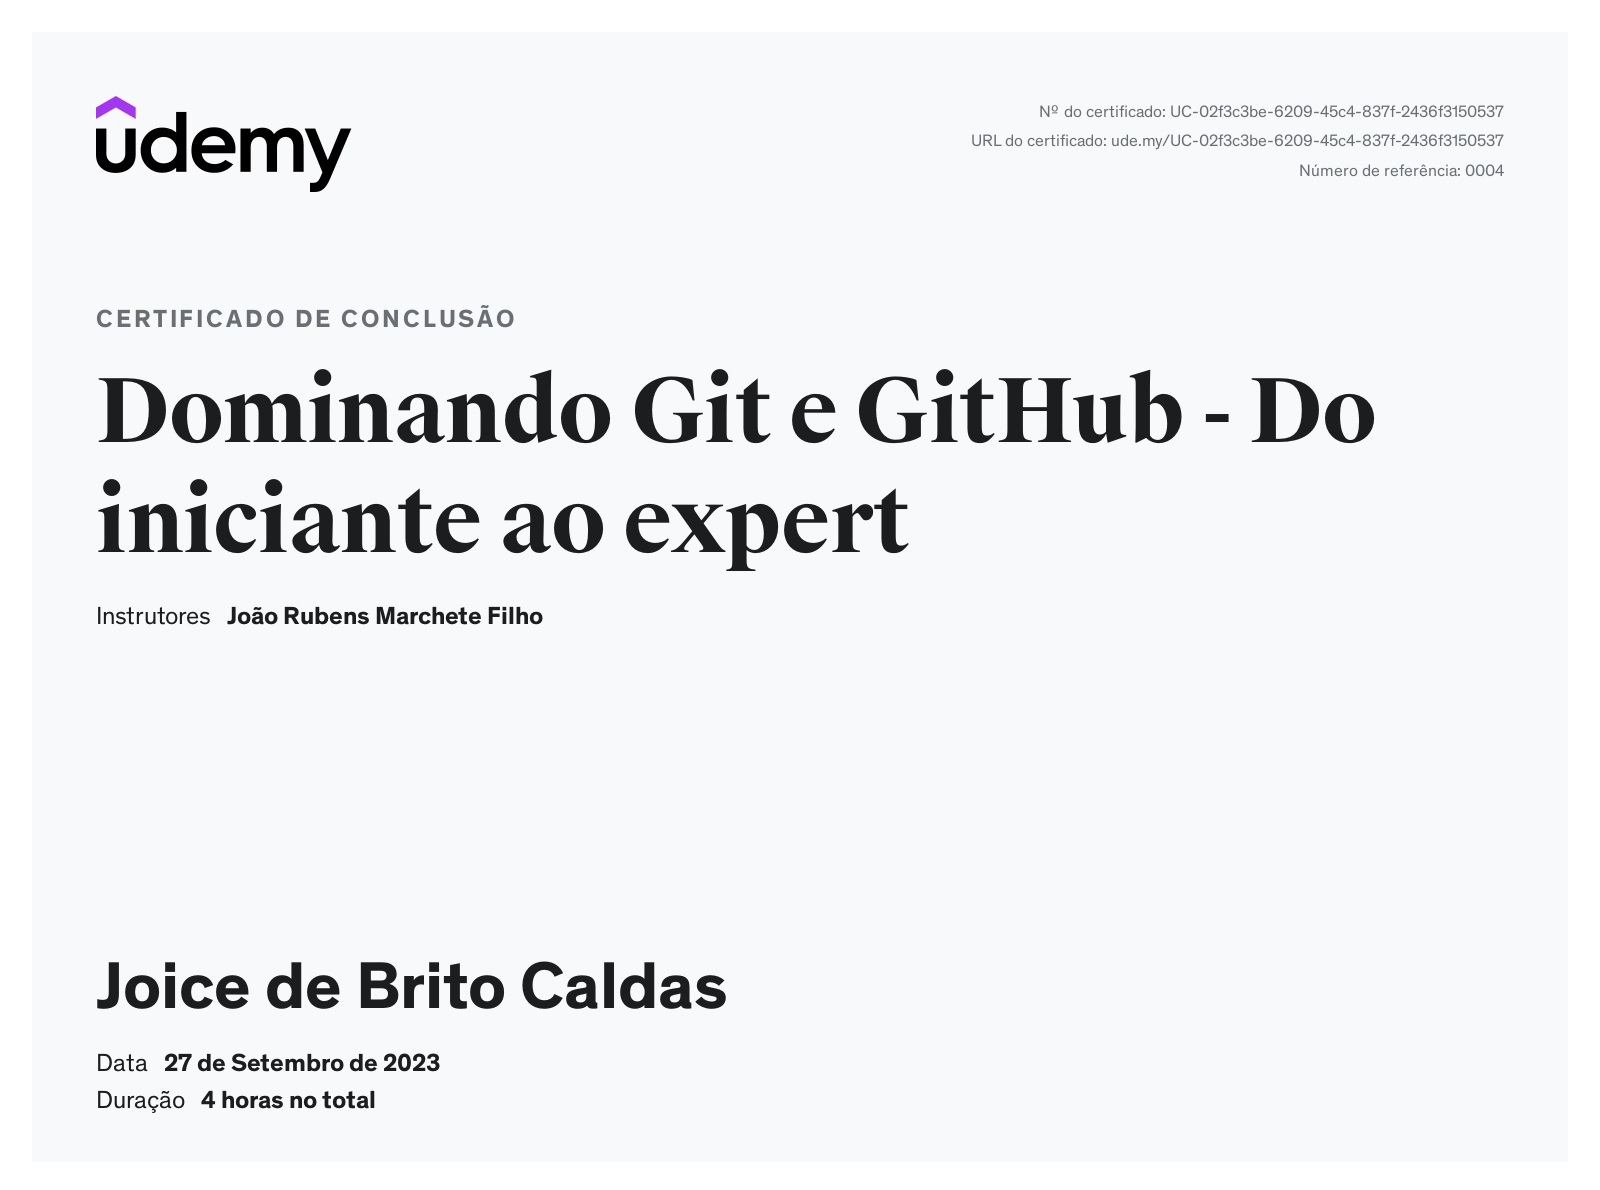 udemy
Nº do certificado: UC-02f3c3be-6209-45c4-837f-2436f3150537
URL do certificado: ude.my/UC-02f3c3be-6209-45c4-837f-2436f3150537
Número de referência: 0004
CERTIFICADO DE CONCLUSÃO
Dominando Git e GitHub - Do
iniciante ao expert
Instrutores João Rubens Marchete Filho
Joice de Brito Caldas
Data 27 de Setembro de 2023
Duração 4 horas no total